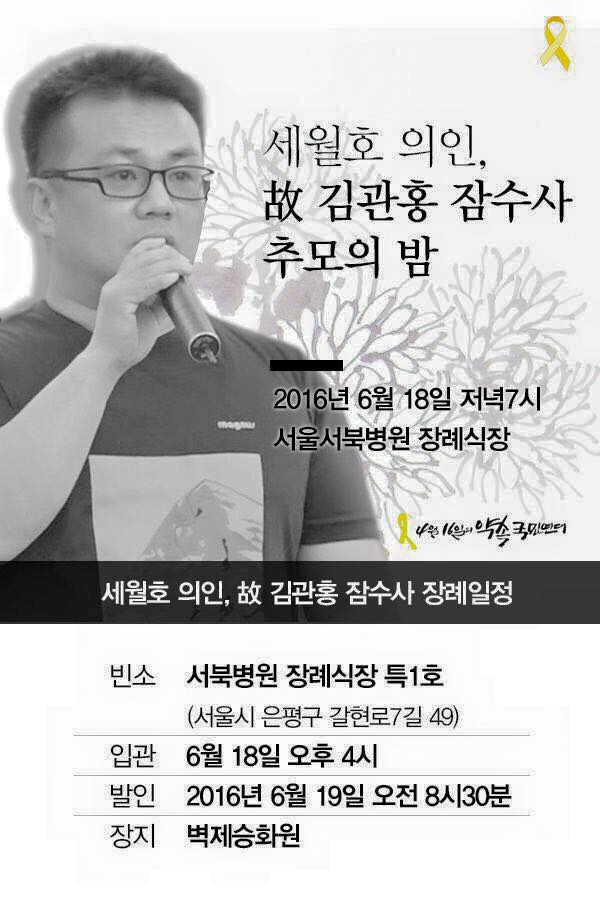 세월호 의인,
故 김관홍 잠수사
추모의 밤
2016년 6월 18일 저녁7시
서울서북병원 장례식장
4월 16일의 약속 국민연대
세월호 의인, 故 김관홍 잠수사 장례일정
빈소 서북병원 장례식장 특1호
(서울시 은평구 갈현로7길 49)
입관 6월 18일 오후 4시
발인 2016년 6월 19일 오전 8시30분
장지 벽제승화원